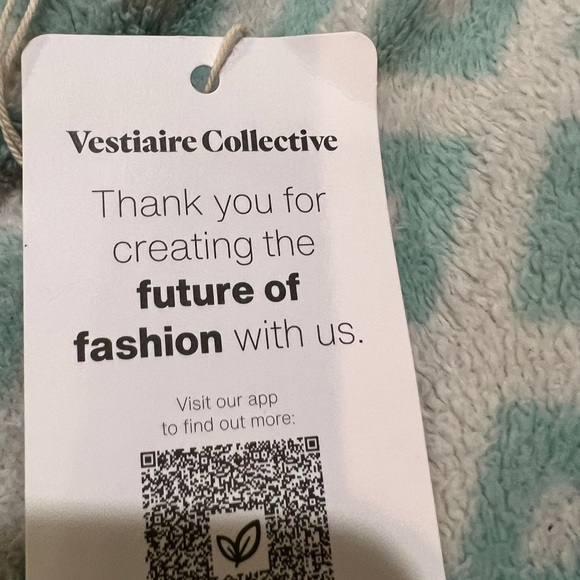 Vestiaire Collective
Thank you for
creating the
future of
fashion with us.
Visit our app
to find out more: